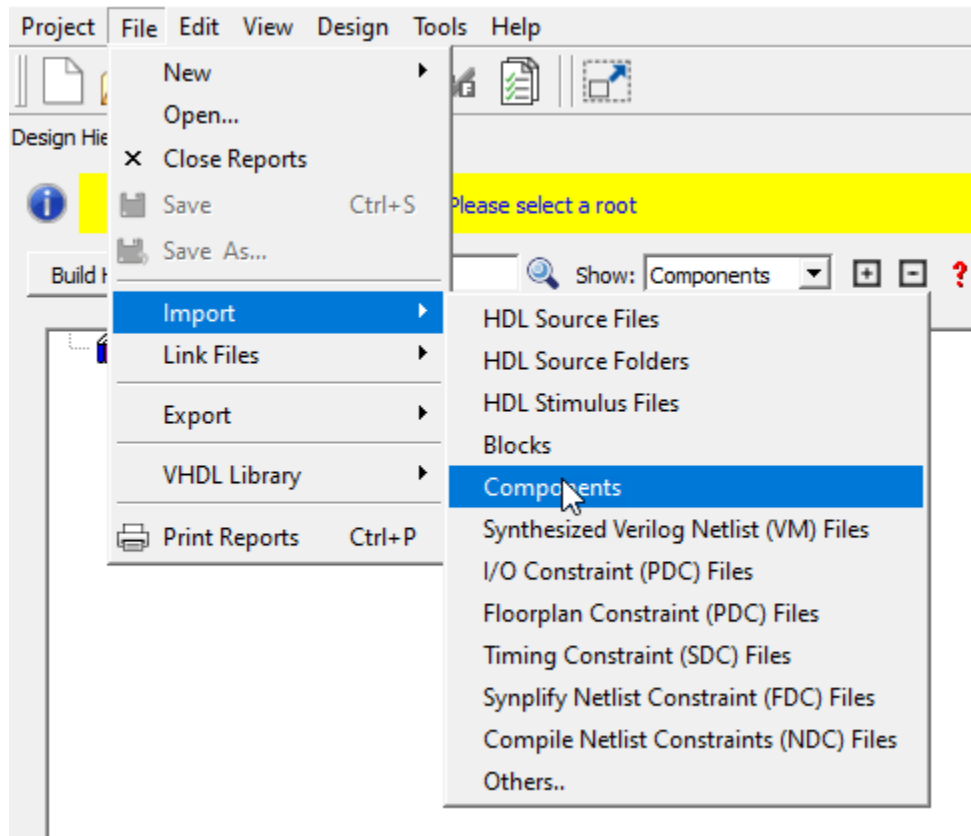 Project File Edit View Design Tools Help
New
Open...
Design Hie
Close Reports
Save Ctrl+S
Please select a root
Save As...
Build H
Show: Components
Import
HDL Source Files
Link Files
HDL Source Folders
HDL Stimulus Files
Export
Blocks
VHDL Library
Components
Print Reports Ctrl+P
Synthesized Verilog Netlist (VM) Files
I/O Constraint (PDC) Files
Floorplan Constraint (PDC) Files
Timing Constraint (SDC) Files
Synplify Netlist Constraint (FDC) Files
Compile Netlist Constraints (NDC) Files
Others..